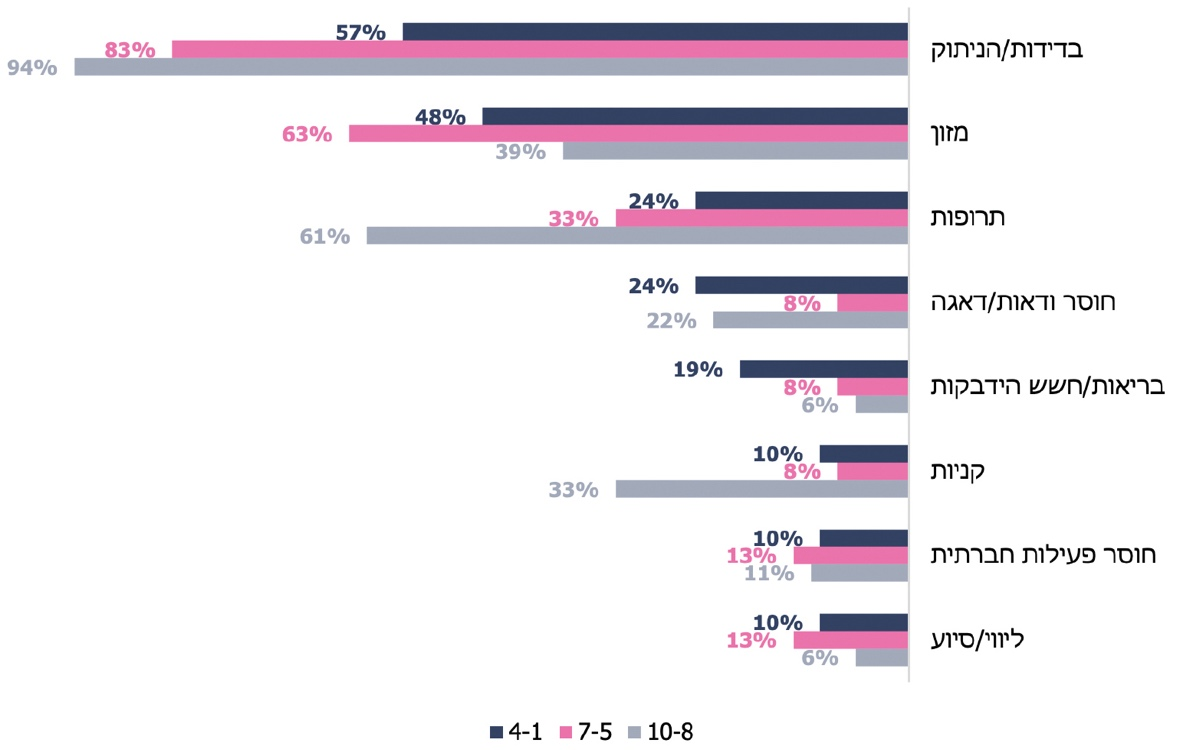 בדידות/הניתוק
57%
83%
94%
מזון
48%
63%
39%
תרופות
24%
33%
61%
חוסר ודאות/דאגה
24%
8%
22%
בריאות/חשש הידבקות
19%
8%
6%
קניות
10%
8%
33%
חוסר פעילות חברתית
10%
13%
11%
ליווי/סיוע
10%
13%
6%
4-1 7-5 10-8